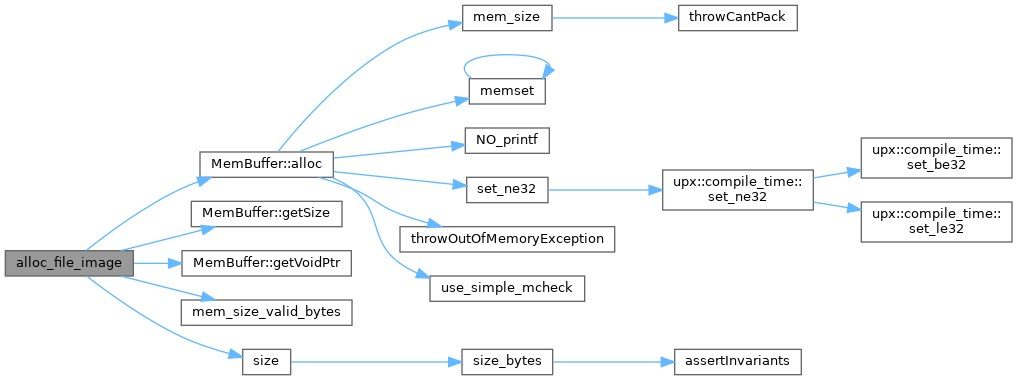 mem_size
throwCantPack
memset
NO_printf
MemBuffer::alloc
upx::compile_time::
set_be32
set_ne32
upx::compile_time::
set_ne32
MemBuffer::getSize
upx::compile_time::
set_le32
throwOutOfMemoryException
alloc_file_image
MemBuffer::getVoidPtr
use_simple_mcheck
mem_size_valid_bytes
size
size_bytes
assertInvariants